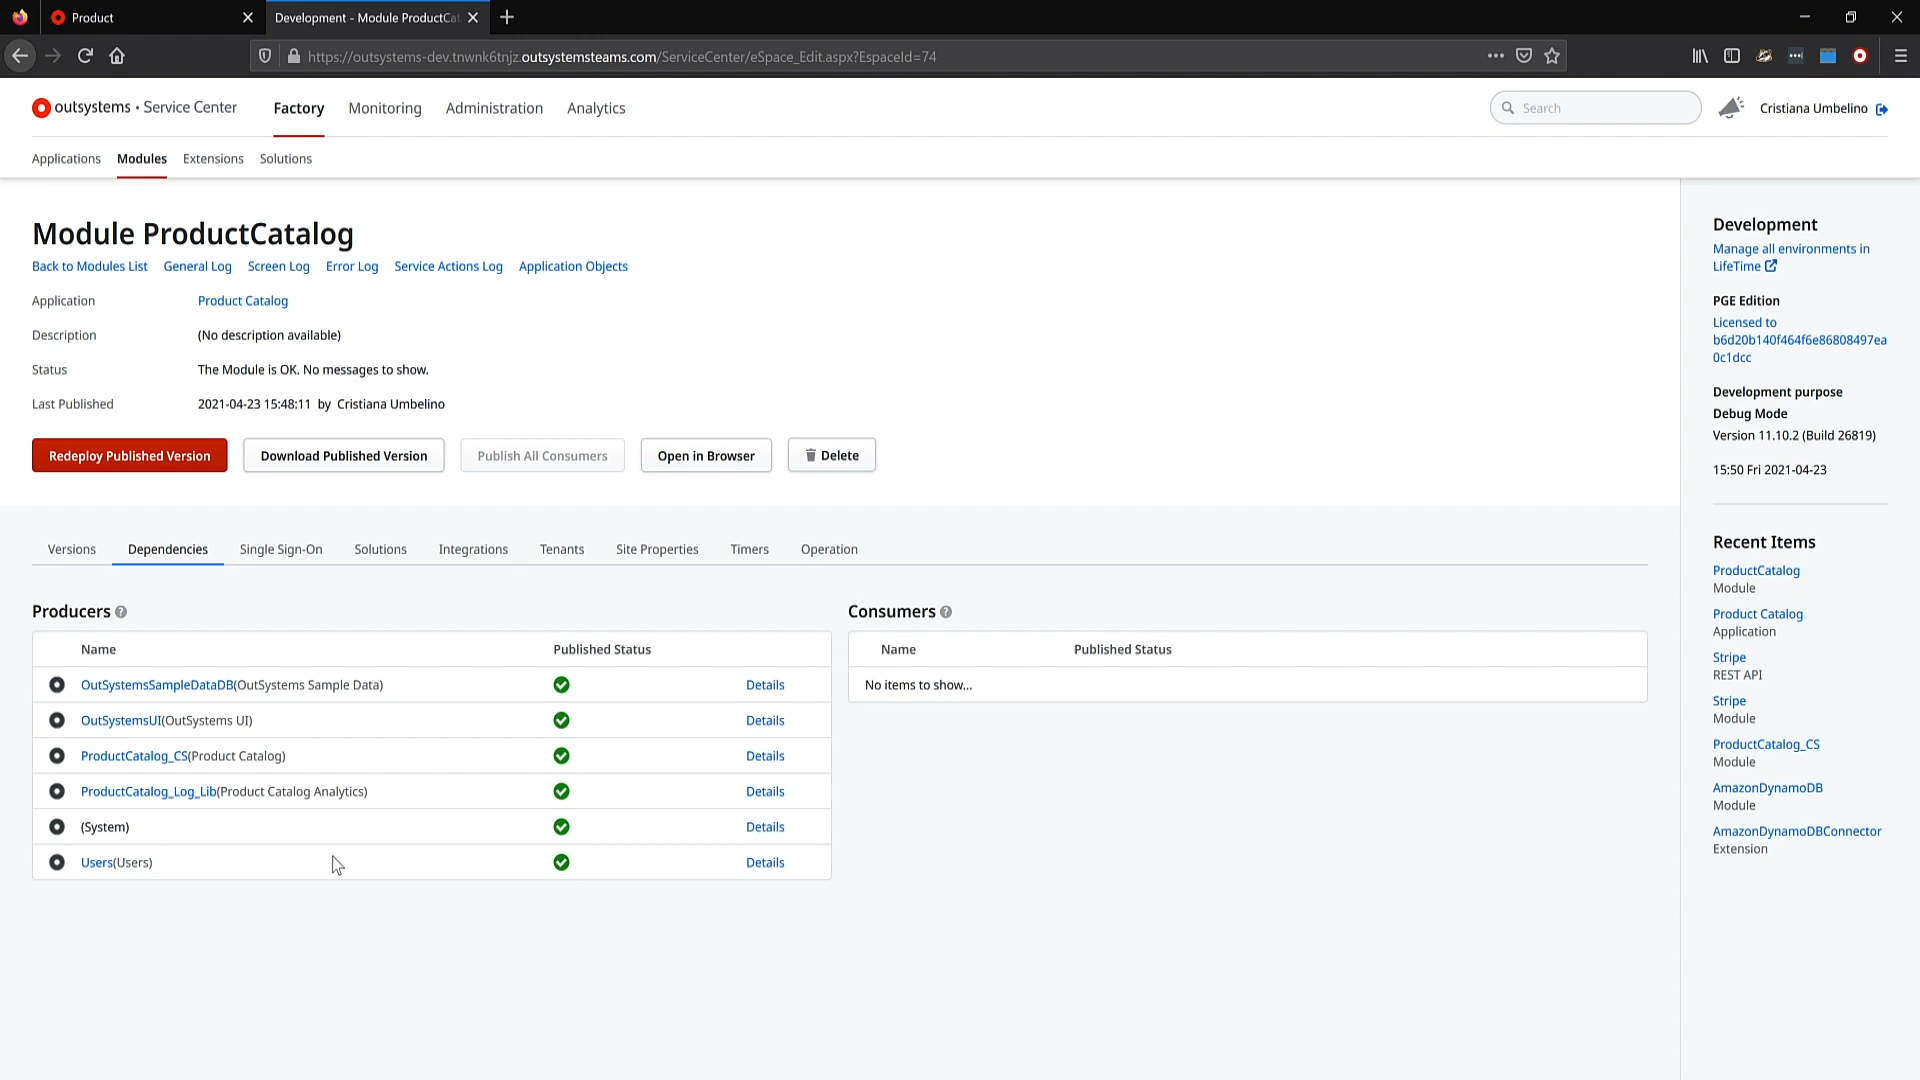 Product
Development - Module ProductCat
https://outsystems-dev.tnwnk6tnjz.outsystemsteams.com/ServiceCenter/eSpace_Edit.aspx?EspaceId=74
outsystems • Service Center
Factory
Monitoring
Administration
Analytics
Search
Cristiana Umbelino
Applications
Modules
Extensions
Solutions
Module ProductCatalog
Back to Modules List
General Log
Screen Log
Error Log
Service Actions Log
Application Objects
Application
Product Catalog
Description
(No description available)
Status
The Module is OK. No messages to show.
Last Published
2021-04-23 15:48:11 by Cristiana Umbelino
Redeploy Published Version
Download Published Version
Publish All Consumers
Open in Browser
Delete
Versions
Dependencies
Single Sign-On
Solutions
Integrations
Tenants
Site Properties
Timers
Operation
Producers ?
Name
Published Status
OutSystemsSampleDataDB(OutSystems Sample Data)
Details
OutSystemsUI(OutSystems UI)
Details
ProductCatalog_CS(Product Catalog)
Details
ProductCatalog_Log_Lib(Product Catalog Analytics)
Details
(System)
Details
Users(Users)
Details
Consumers ?
Name
Published Status
No items to show...
Development
Manage all environments in
LifeTime
PGE Edition
Licensed to
b6d20b140f464f6e86808497ea
0c1dcc
Development purpose
Debug Mode
Version 11.10.2 (Build 26819)
15:50 Fri 2021-04-23
Recent Items
ProductCatalog
Module
Product Catalog
Application
Stripe
REST API
Stripe
Module
ProductCatalog_CS
Module
AmazonDynamoDB
Module
AmazonDynamoDBConnector
Extension